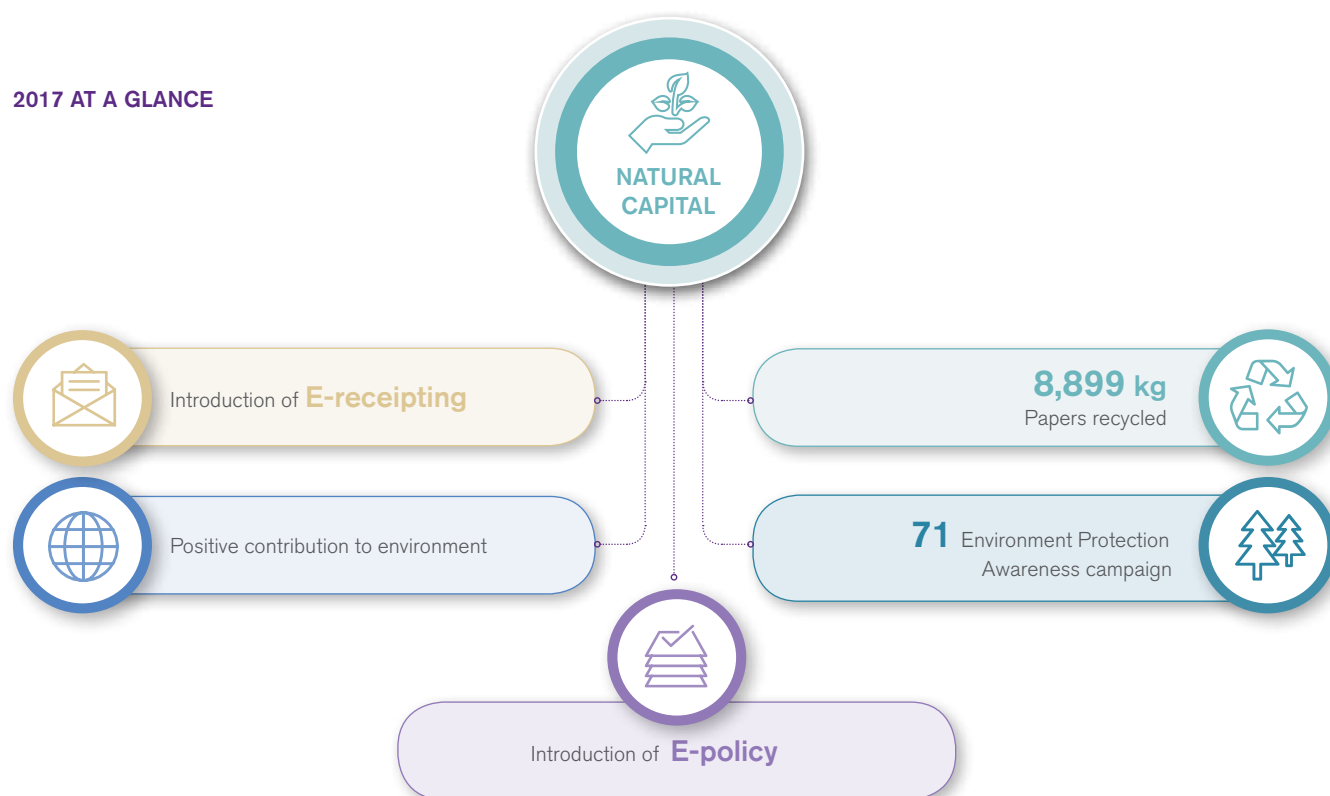 2017 AT A GLANCE
NATURAL
CAPITAL
Introduction of E-receipting
8,899 kg
Papers recycled
Positive contribution to environment
71 Environment Protection
Awareness campaign
Introduction of E-policy